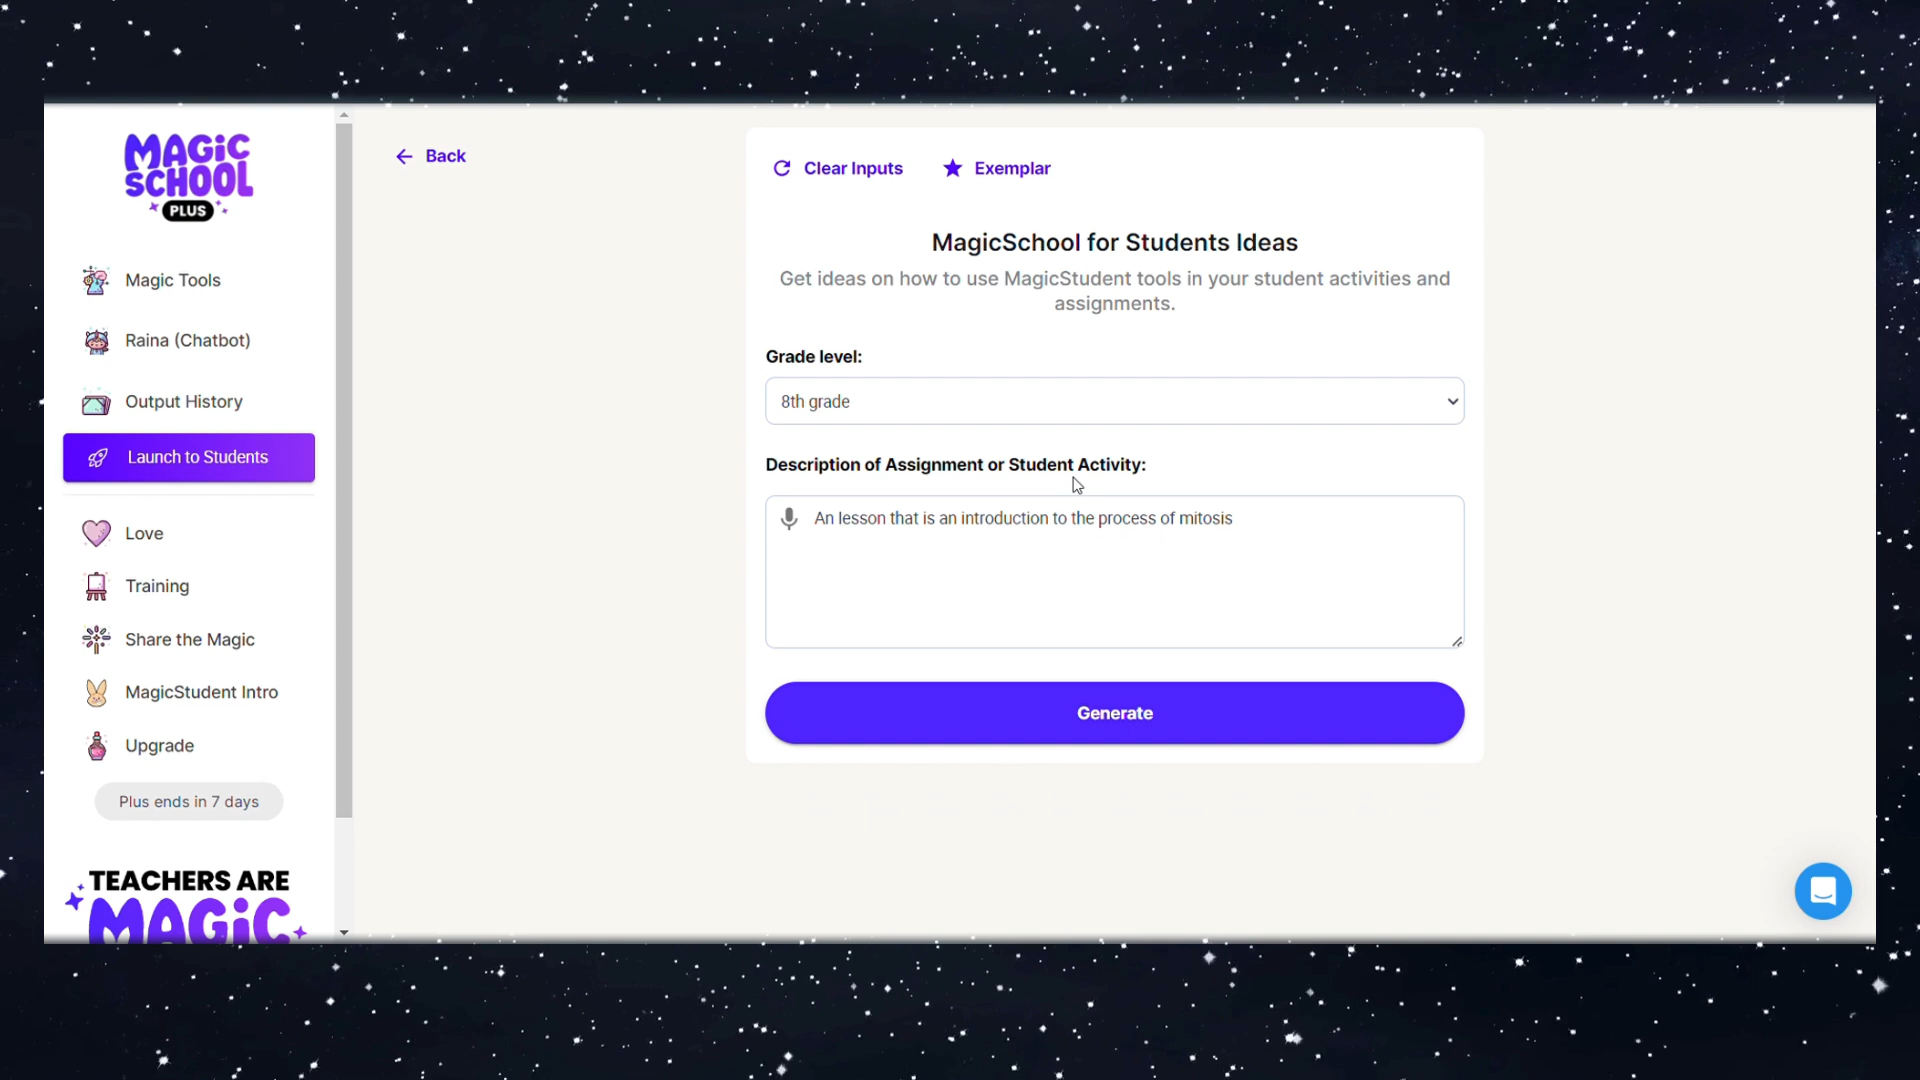 MAGiC
SCHOOL
PLUS
Magic Tools
Raina (Chatbot)
Output History
Launch to Students
Love
Training
Share the Magic
MagicStudent Intro
Upgrade
Plus ends in 7 days
TEACHERS ARE
MAGiC
Back
Clear Inputs
Exemplar
MagicSchool for Students Ideas
Get ideas on how to use MagicStudent tools in your student activities and
assignments.
Grade level:
8th grade
Description of Assignment or Student Activity:
An lesson that is an introduction to the process of mitosis
Generate